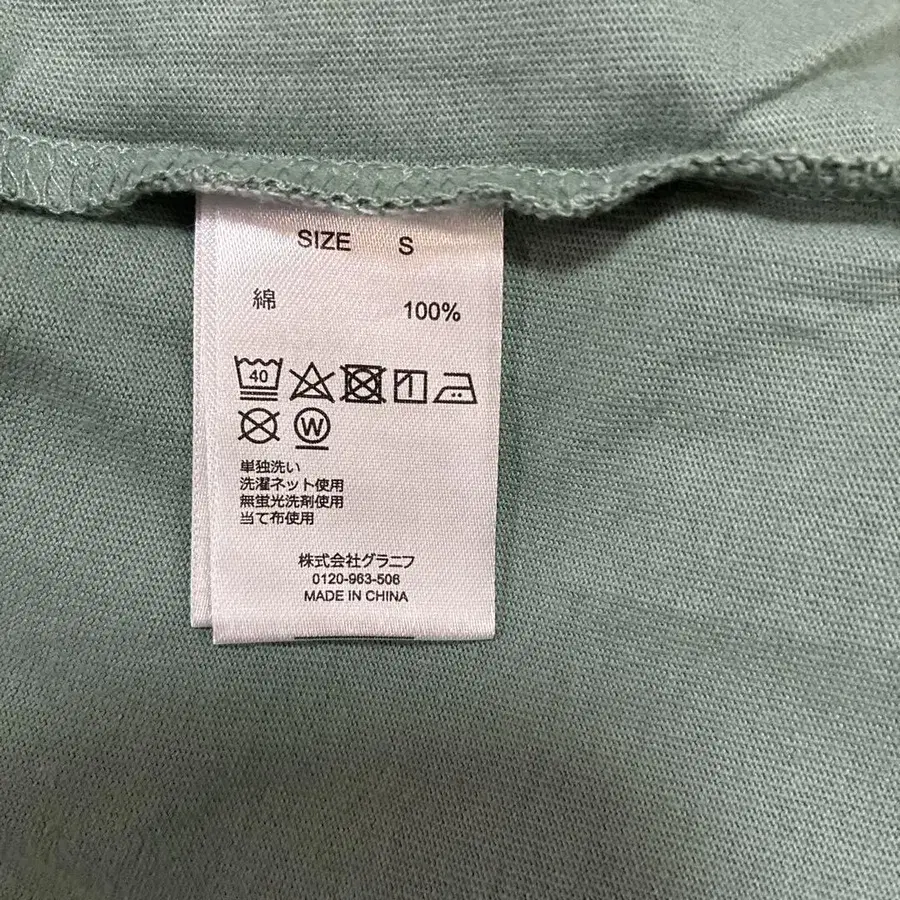 SIZE S
綿 100%
40
W
単独洗い
洗濯ネット使用
無蛍光洗剤使用
当て布使用
株式会社グラニフ
0120-963-506
MADE IN CHINA